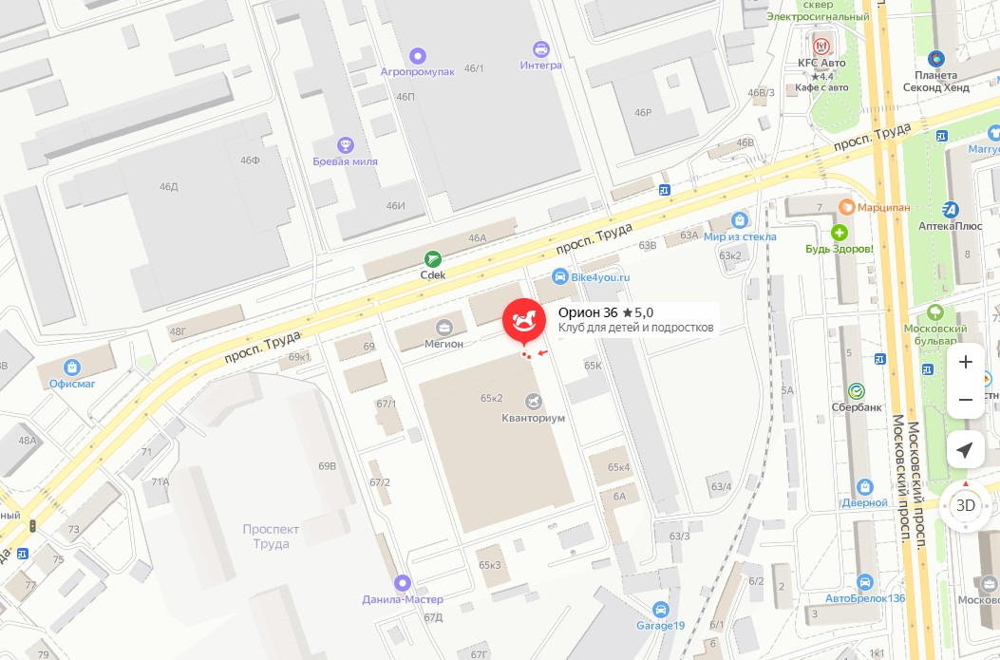 сквер
Электросигнальный
KFC Авто
★4.4
Кафе с авто
Планета
Секонд Хенд
Агропромупак
46/1
Интегра
46П
46В/3
46Р
просп. Труда
Боевая миля
46Ф
46В
46Д
46И
7
Марципан
АптекаПлюс
46А
просп. Труда
63А
Мир из стекла
63В
Будь Здоров!
63к2
8
Cdek
Bike4you.ru
Орион 36 ★5,0
Клуб для детей и подростков
48Г
Мегион
Московский
бульвар
просп. Труда
69
69к1
65К
5
Офисмаг
67/1
65к2
Кванториум
5А
Сбербанк
48А
71
69В
65к4
Московский просп.
Московский просп.
71А
67/2
6А
63/4
Дверной
3D
73
Проспект
Труда
63/3
75
65к3
77
Данила-Мастер
6/2
2
АвтоБрелок136
67Д
Garage19
6/1
3
79
67Г
1к1